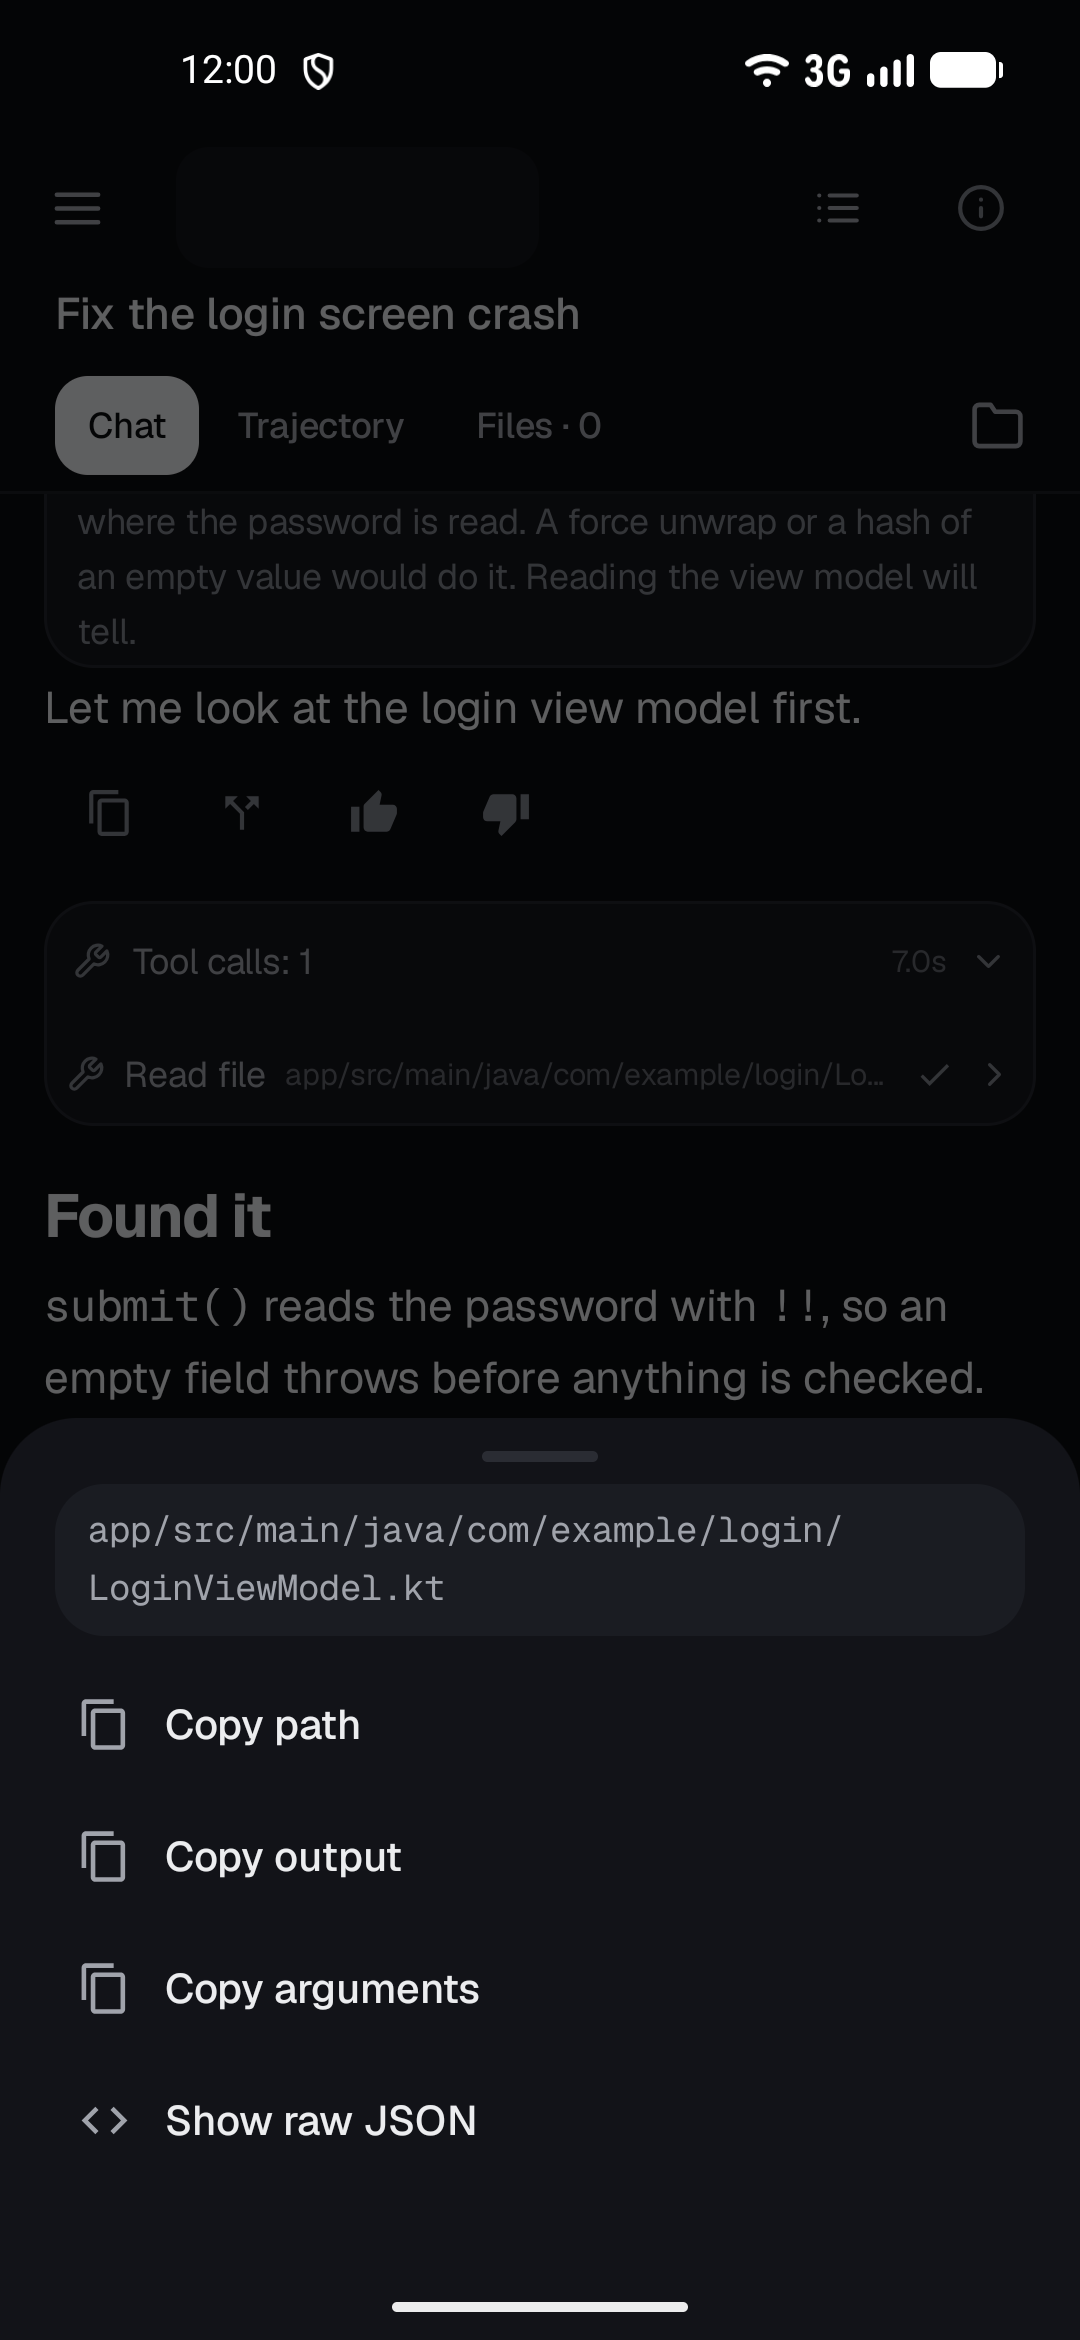 12:00
3G
Fix the login screen crash
Chat
Trajectory
Files · 0
where the password is read. A force unwrap or a hash of
an empty value would do it. Reading the view model will
tell.
Let me look at the login view model first.
Tool calls: 1
7.0s
Read file app/src/main/java/com/example/login/Lo...
Found it
submit() reads the password with !!, so an
empty field throws before anything is checked.
app/src/main/java/com/example/login/
LoginViewModel.kt
Copy path
Copy output
Copy arguments
Show raw JSON